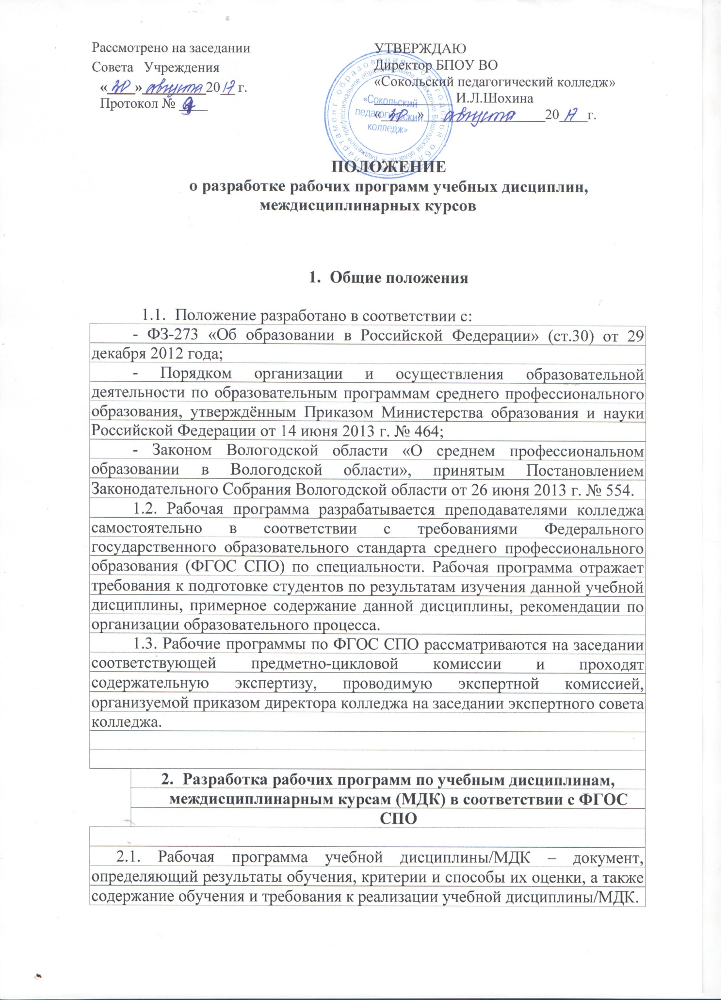 Рассмотрено на заседании
Совета Учреждения
«30» августа 2017 г.
Протокол № 9
УТВЕРЖДАЮ
Директор БПОУ ВО
«Сокольский педагогический колледж»
____________ И.Л.Шохина
«30» августа 2017 г.
«Сокольский
педагогический
колледж»
ПОЛОЖЕНИЕ
о разработке рабочих программ учебных дисциплин,
междисциплинарных курсов
1. Общие положения
1.1. Положение разработано в соответствии с:
- ФЗ-273 «Об образовании в Российской Федерации» (ст.30) от 29
декабря 2012 года;
- Порядком организации и осуществления образовательной
деятельности по образовательным программам среднего профессионального
образования, утверждённым Приказом Министерства образования и науки
Российской Федерации от 14 июня 2013 г. № 464;
- Законом Вологодской области «О среднем профессиональном
образовании в Вологодской области», принятым Постановлением
Законодательного Собрания Вологодской области от 26 июня 2013 г. № 554.
1.2. Рабочая программа разрабатывается преподавателями колледжа
самостоятельно в соответствии с требованиями Федерального
государственного образовательного стандарта среднего профессионального
образования (ФГОС СПО) по специальности. Рабочая программа отражает
требования к подготовке студентов по результатам изучения данной учебной
дисциплины, примерное содержание данной дисциплины, рекомендации по
организации образовательного процесса.
1.3. Рабочие программы по ФГОС СПО рассматриваются на заседании
соответствующей предметно-цикловой комиссии и проходят
содержательную экспертизу, проводимую экспертной комиссией,
организуемой приказом директора колледжа на заседании экспертного совета
колледжа.
2. Разработка рабочих программ по учебным дисциплинам,
междисциплинарным курсам (МДК) в соответствии с ФГОС
СПО
2.1. Рабочая программа учебной дисциплины/МДК – документ,
определяющий результаты обучения, критерии и способы их оценки, а также
содержание обучения и требования к реализации учебной дисциплины/МДК.